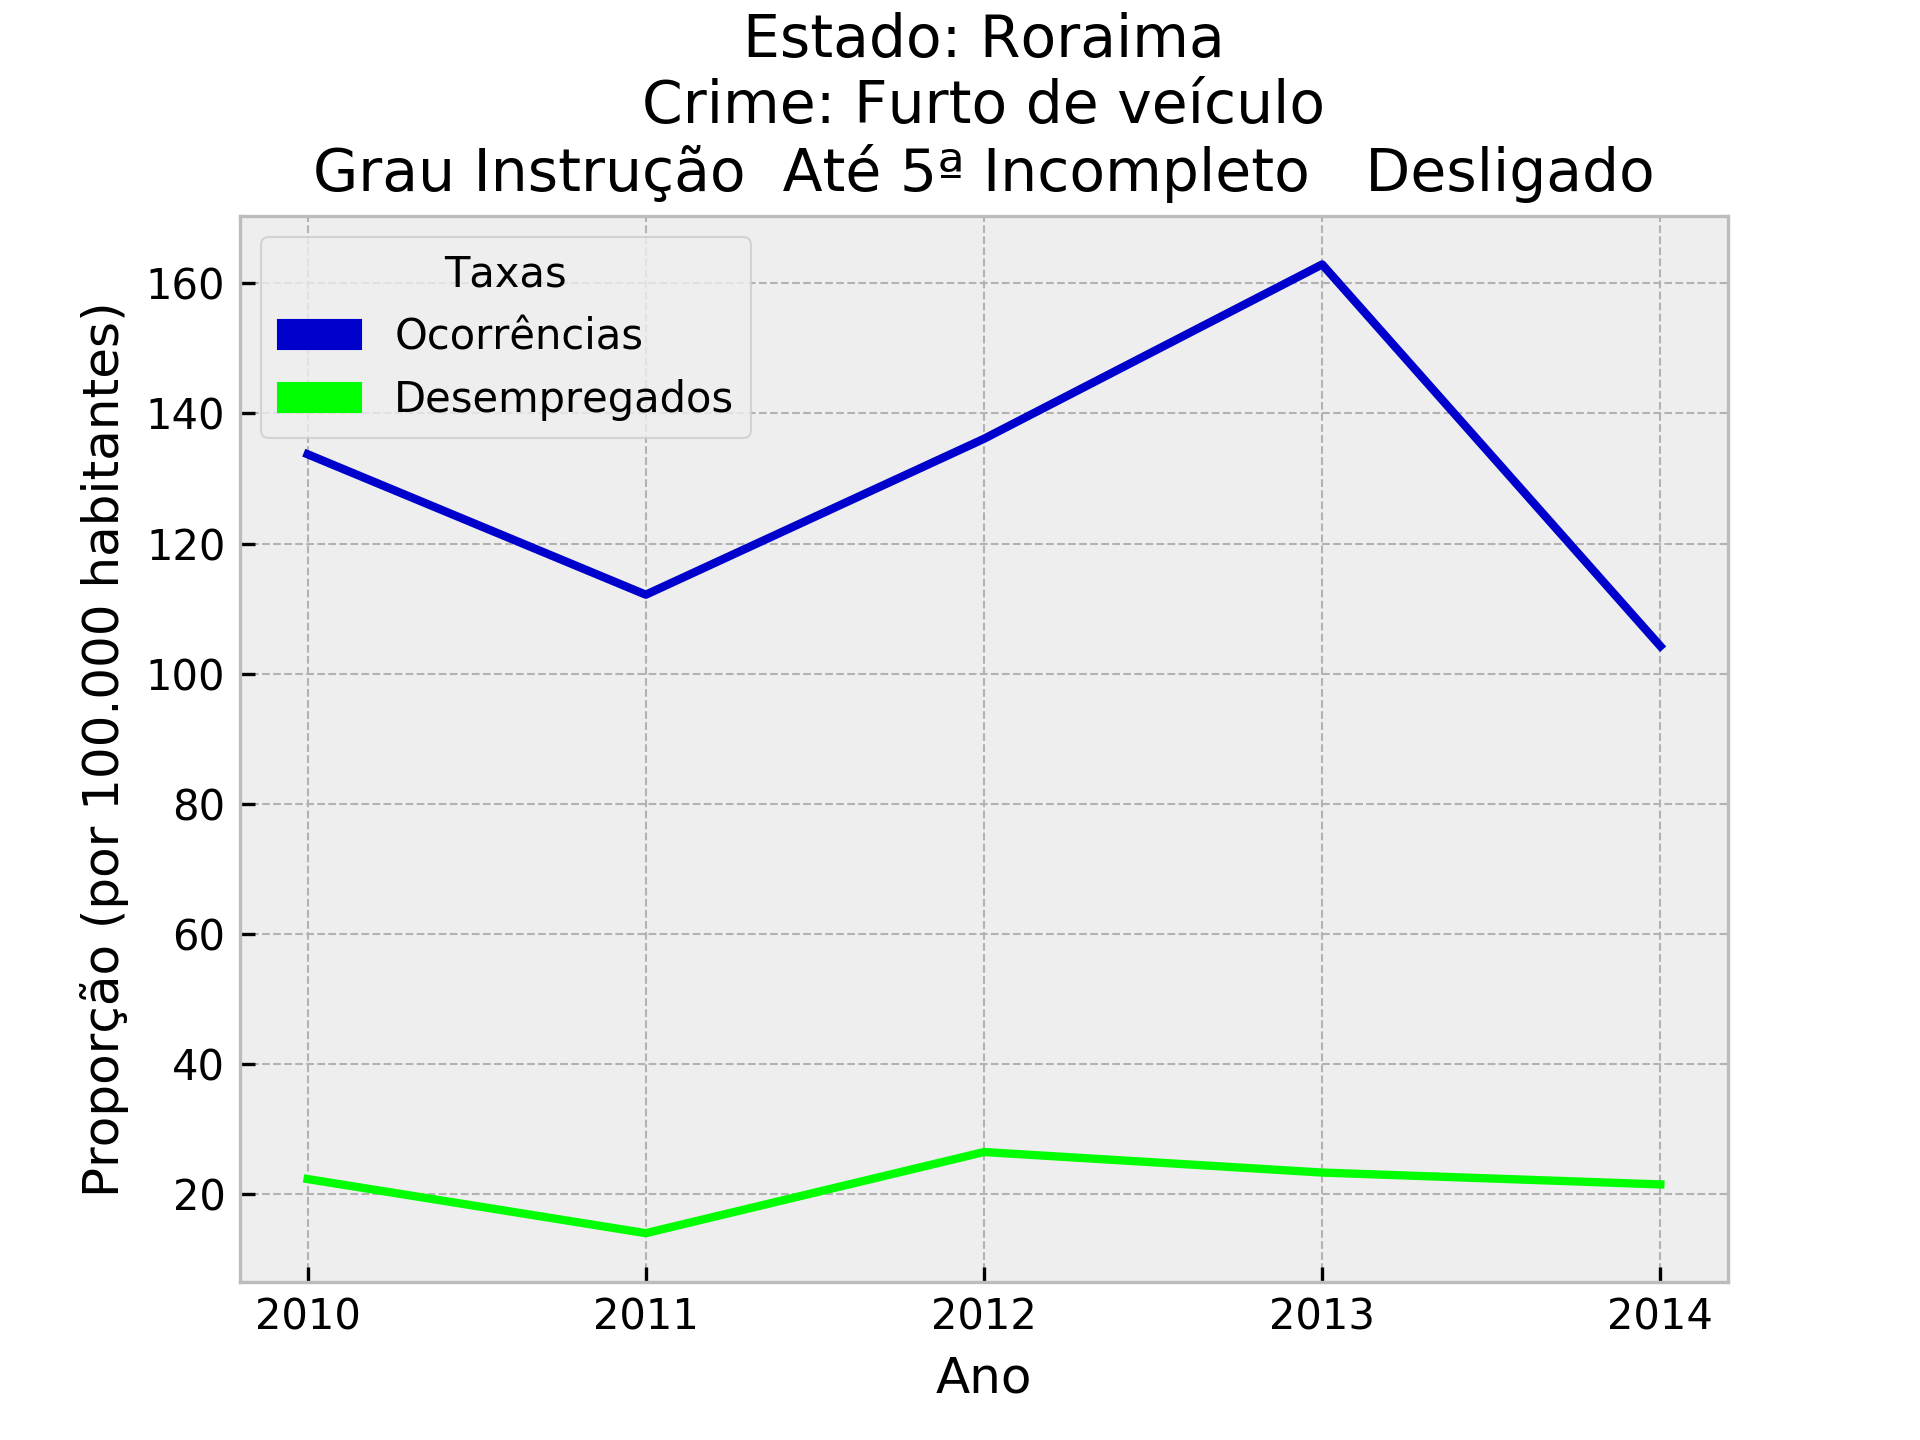 Estado: Roraima
Crime: Furto de veículo
Grau Instrução  Até 5ª Incompleto   Desligado
Taxas
Ocorrências
Desempregados
Proporção (por 100.000 habitantes)
160
140
120
100
80
60
40
20
2010 2011 2012 2013 2014
Ano